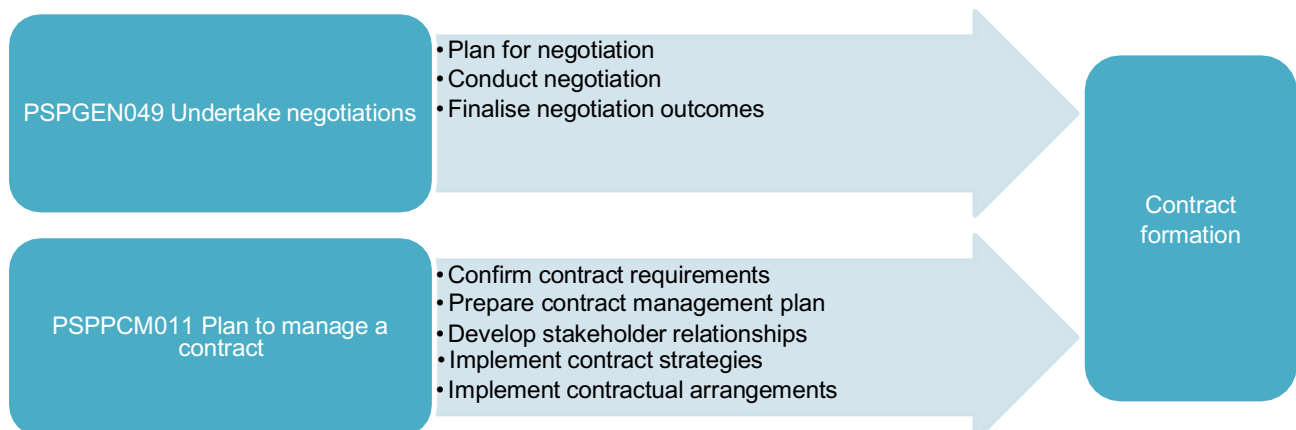 PSPGEN049 Undertake negotiations
• Plan for negotiation
• Conduct negotiation
• Finalise negotiation outcomes
PSPPCM011 Plan to manage a
contract
• Confirm contract requirements
• Prepare contract management plan
• Develop stakeholder relationships
• Implement contract strategies
• Implement contractual arrangements
Contract
formation